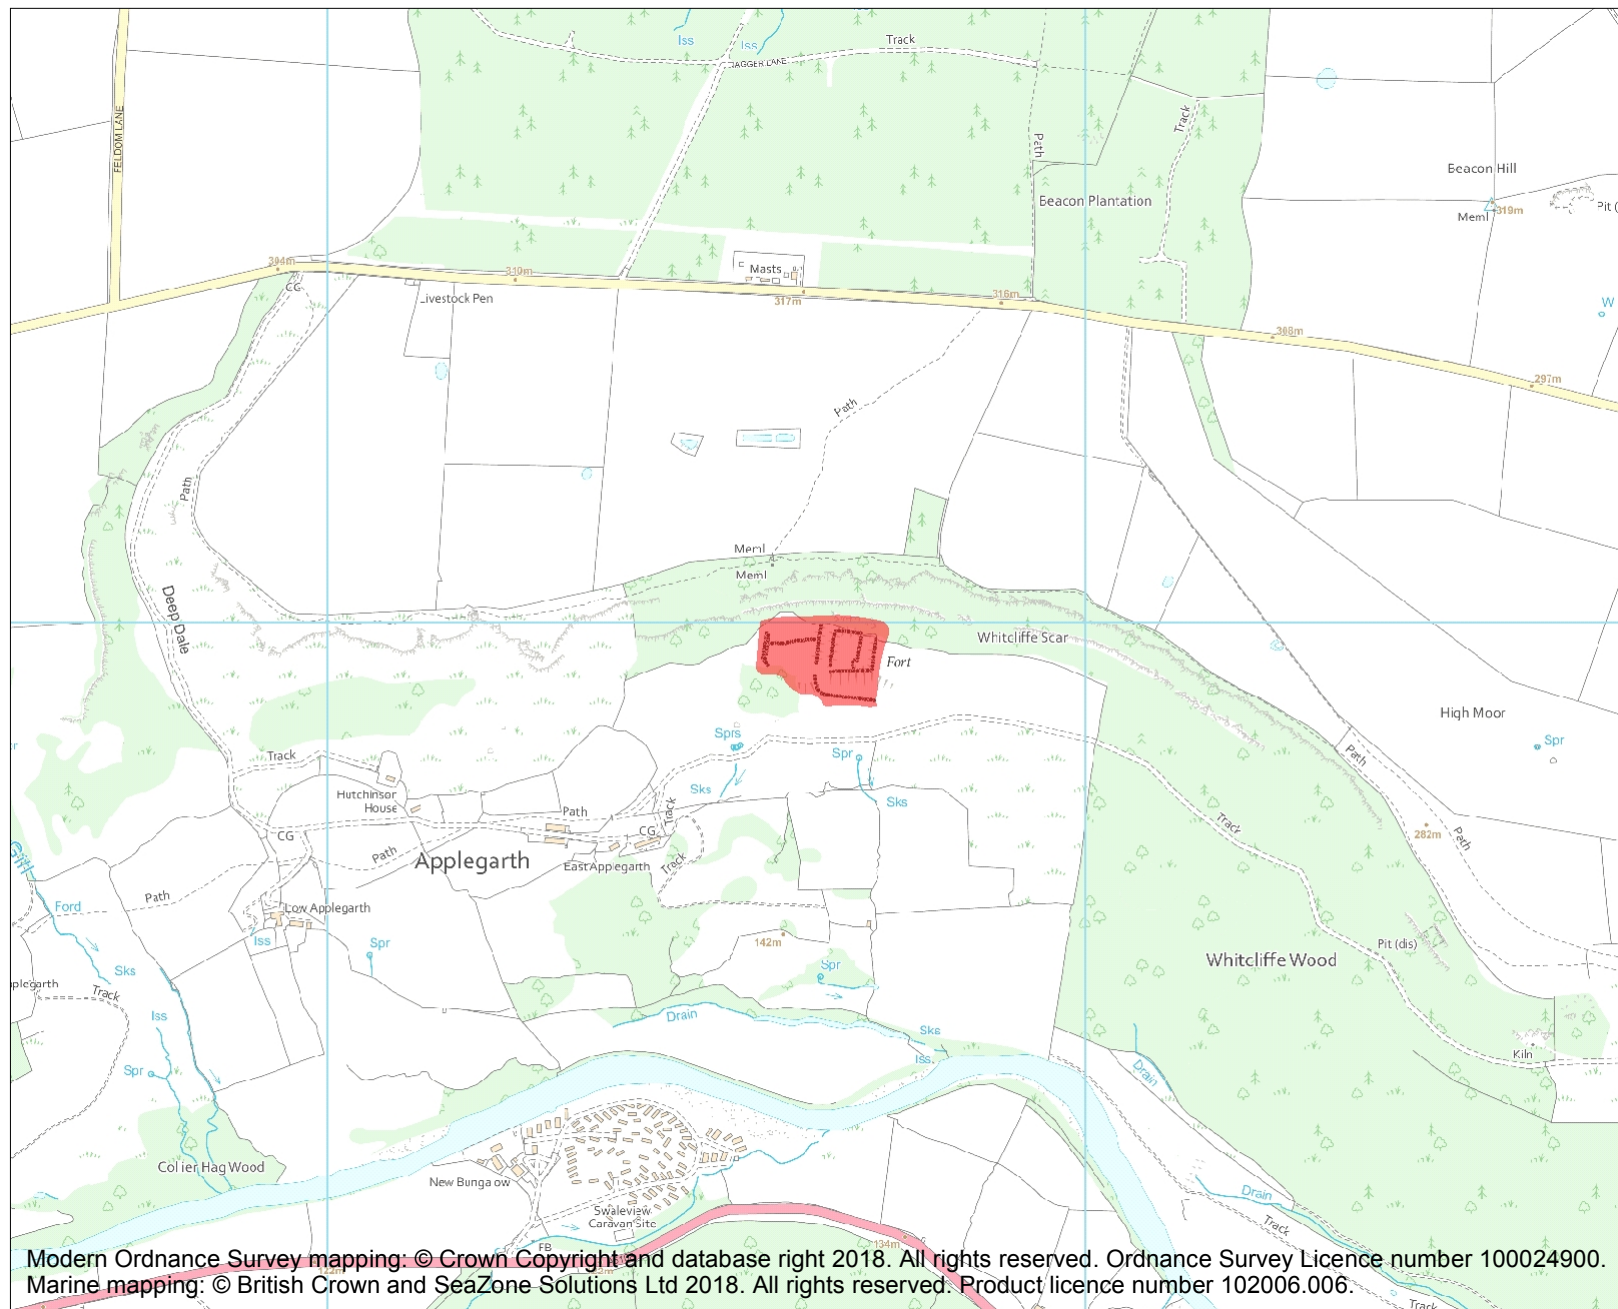 Iss
Iss
Track
JAGGER LANE
FELDOM LANE
Track
Path
Beacon Hill
Beacon Plantation
Meml
319m
Pit (
304m
CG
310m
Masts
317m
316m
Livestock Pen
W
308m
297m
Path
Path
Meml
Meml
Deep Dale
Whitcliffe Scar
Fort
High Moor
Sprs
Spr
Spr
Path
Track
Hutchinson
House
Sks
Sks
Track
Path
CG
CG
Track
282m
Path
Path
Applegarth
East Applegarth
Track
Gill
Path
Ford
Low Applegarth
Iss
Spr
142m
Pit (dis)
Whitcliffe Wood
Spr
Sks
plegarth
Track
Iss
Drain
Sks
Iss
Kiln
Spr
Drain
Collier Hag Wood
New Bungalow
Drain
Swaleview
Caravan Site
Track
FB
134m
122m
Modern Ordnance Survey mapping: © Crown Copyright and database right 2018. All rights reserved. Ordnance Survey Licence number 100024900.
Marine mapping: © British Crown and SeaZone Solutions Ltd 2018. All rights reserved. Product licence number 102006.006.
Track